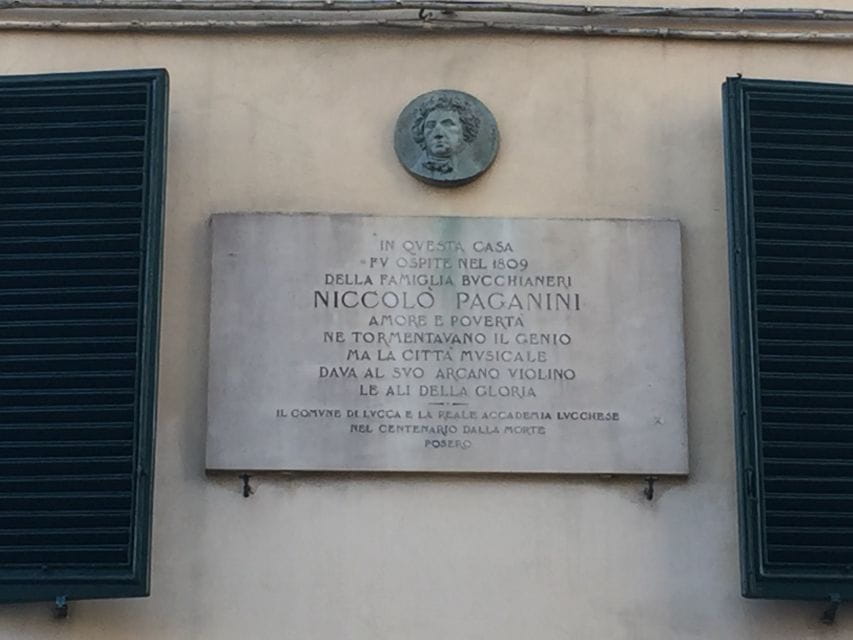 IN QVESTA CASA
FV OSPITE NEL 1809
DELLA FAMIGLIA BVCCHIANERI
NICCOLÒ PAGANINI
AMORE E POVERTÀ
NE TORMENTAVANO IL GENIO
MA LA CITTÀ MVSICALE
DAVA AL SVO ARCANO VIOLINO
LE ALI DELLA GLORIA
IL COMVNE DI LVCCA E LA REALE ACCADEMIA LVCCHESE
NEL CENTENARIO DALLA MORTE
POSERO